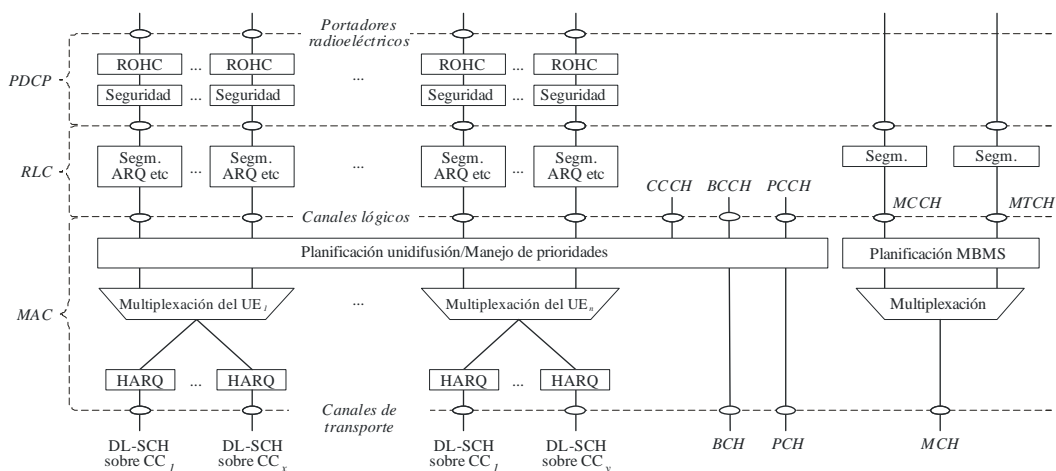 Portadores
radioeléctricos
PDCP
ROHC ... ROHC ... ROHC ... ROHC
Seguridad ... Seguridad Seguridad ... Seguridad
RLC
Segm.
ARQ etc
...
Segm.
ARQ etc
...
Segm.
ARQ etc
...
Segm.
ARQ etc
Segm.
Segm.
CCCH BCCH PCCH
MCCH MTCH
Canales lógicos
MAC
Planificación unidifusión/Manejo de prioridades
Planificación MBMS
Multiplexación del UE1 ... Multiplexación del UEn
Multiplexación
HARQ ... HARQ HARQ ... HARQ
Canales de
transporte
DL-SCH
sobre CC1
DL-SCH
sobre CCx
DL-SCH
sobre CC1
DL-SCH
sobre CCy
BCH PCH MCH